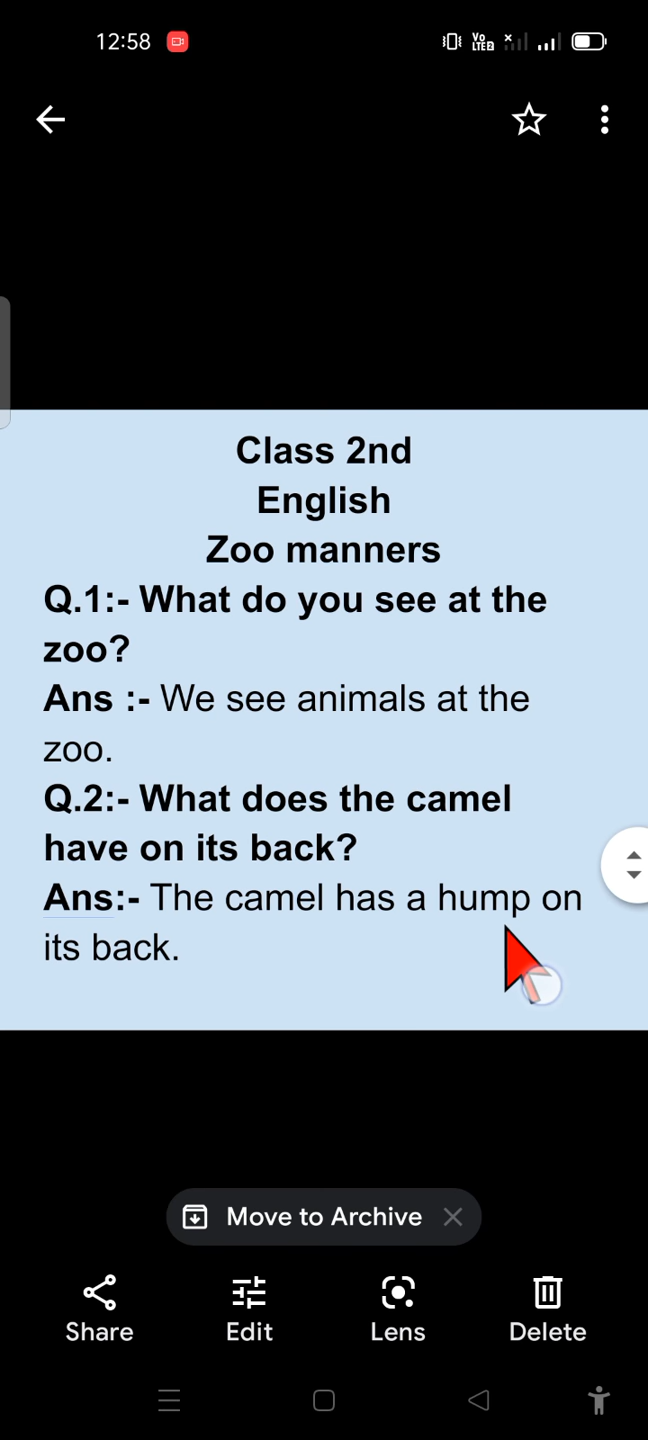 12:58
Vo
LTE2
Class 2nd
English
Zoo manners
Q.1:- What do you see at the
zoo?
Ans :- We see animals at the
zoo.
Q.2:- What does the camel
have on its back?
Ans:- The camel has a hump on
its back.
Move to Archive
Share Edit Lens Delete